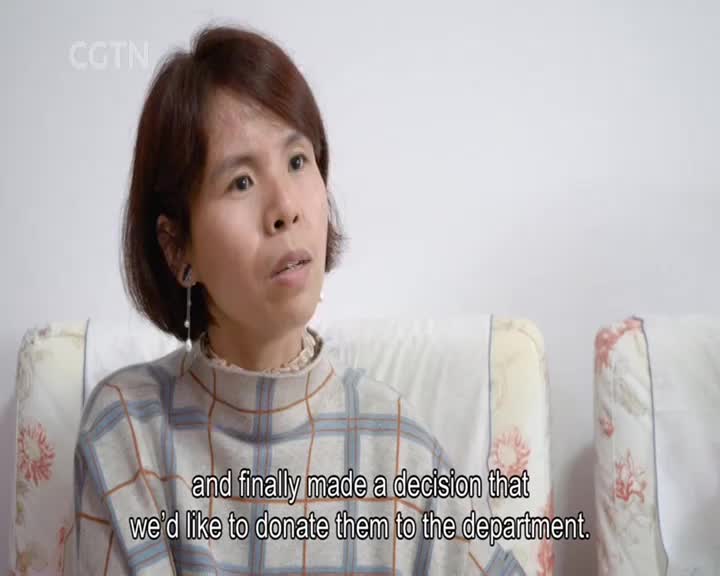 CGTN
and finally made a decision that
we'd like to donate them to the department.